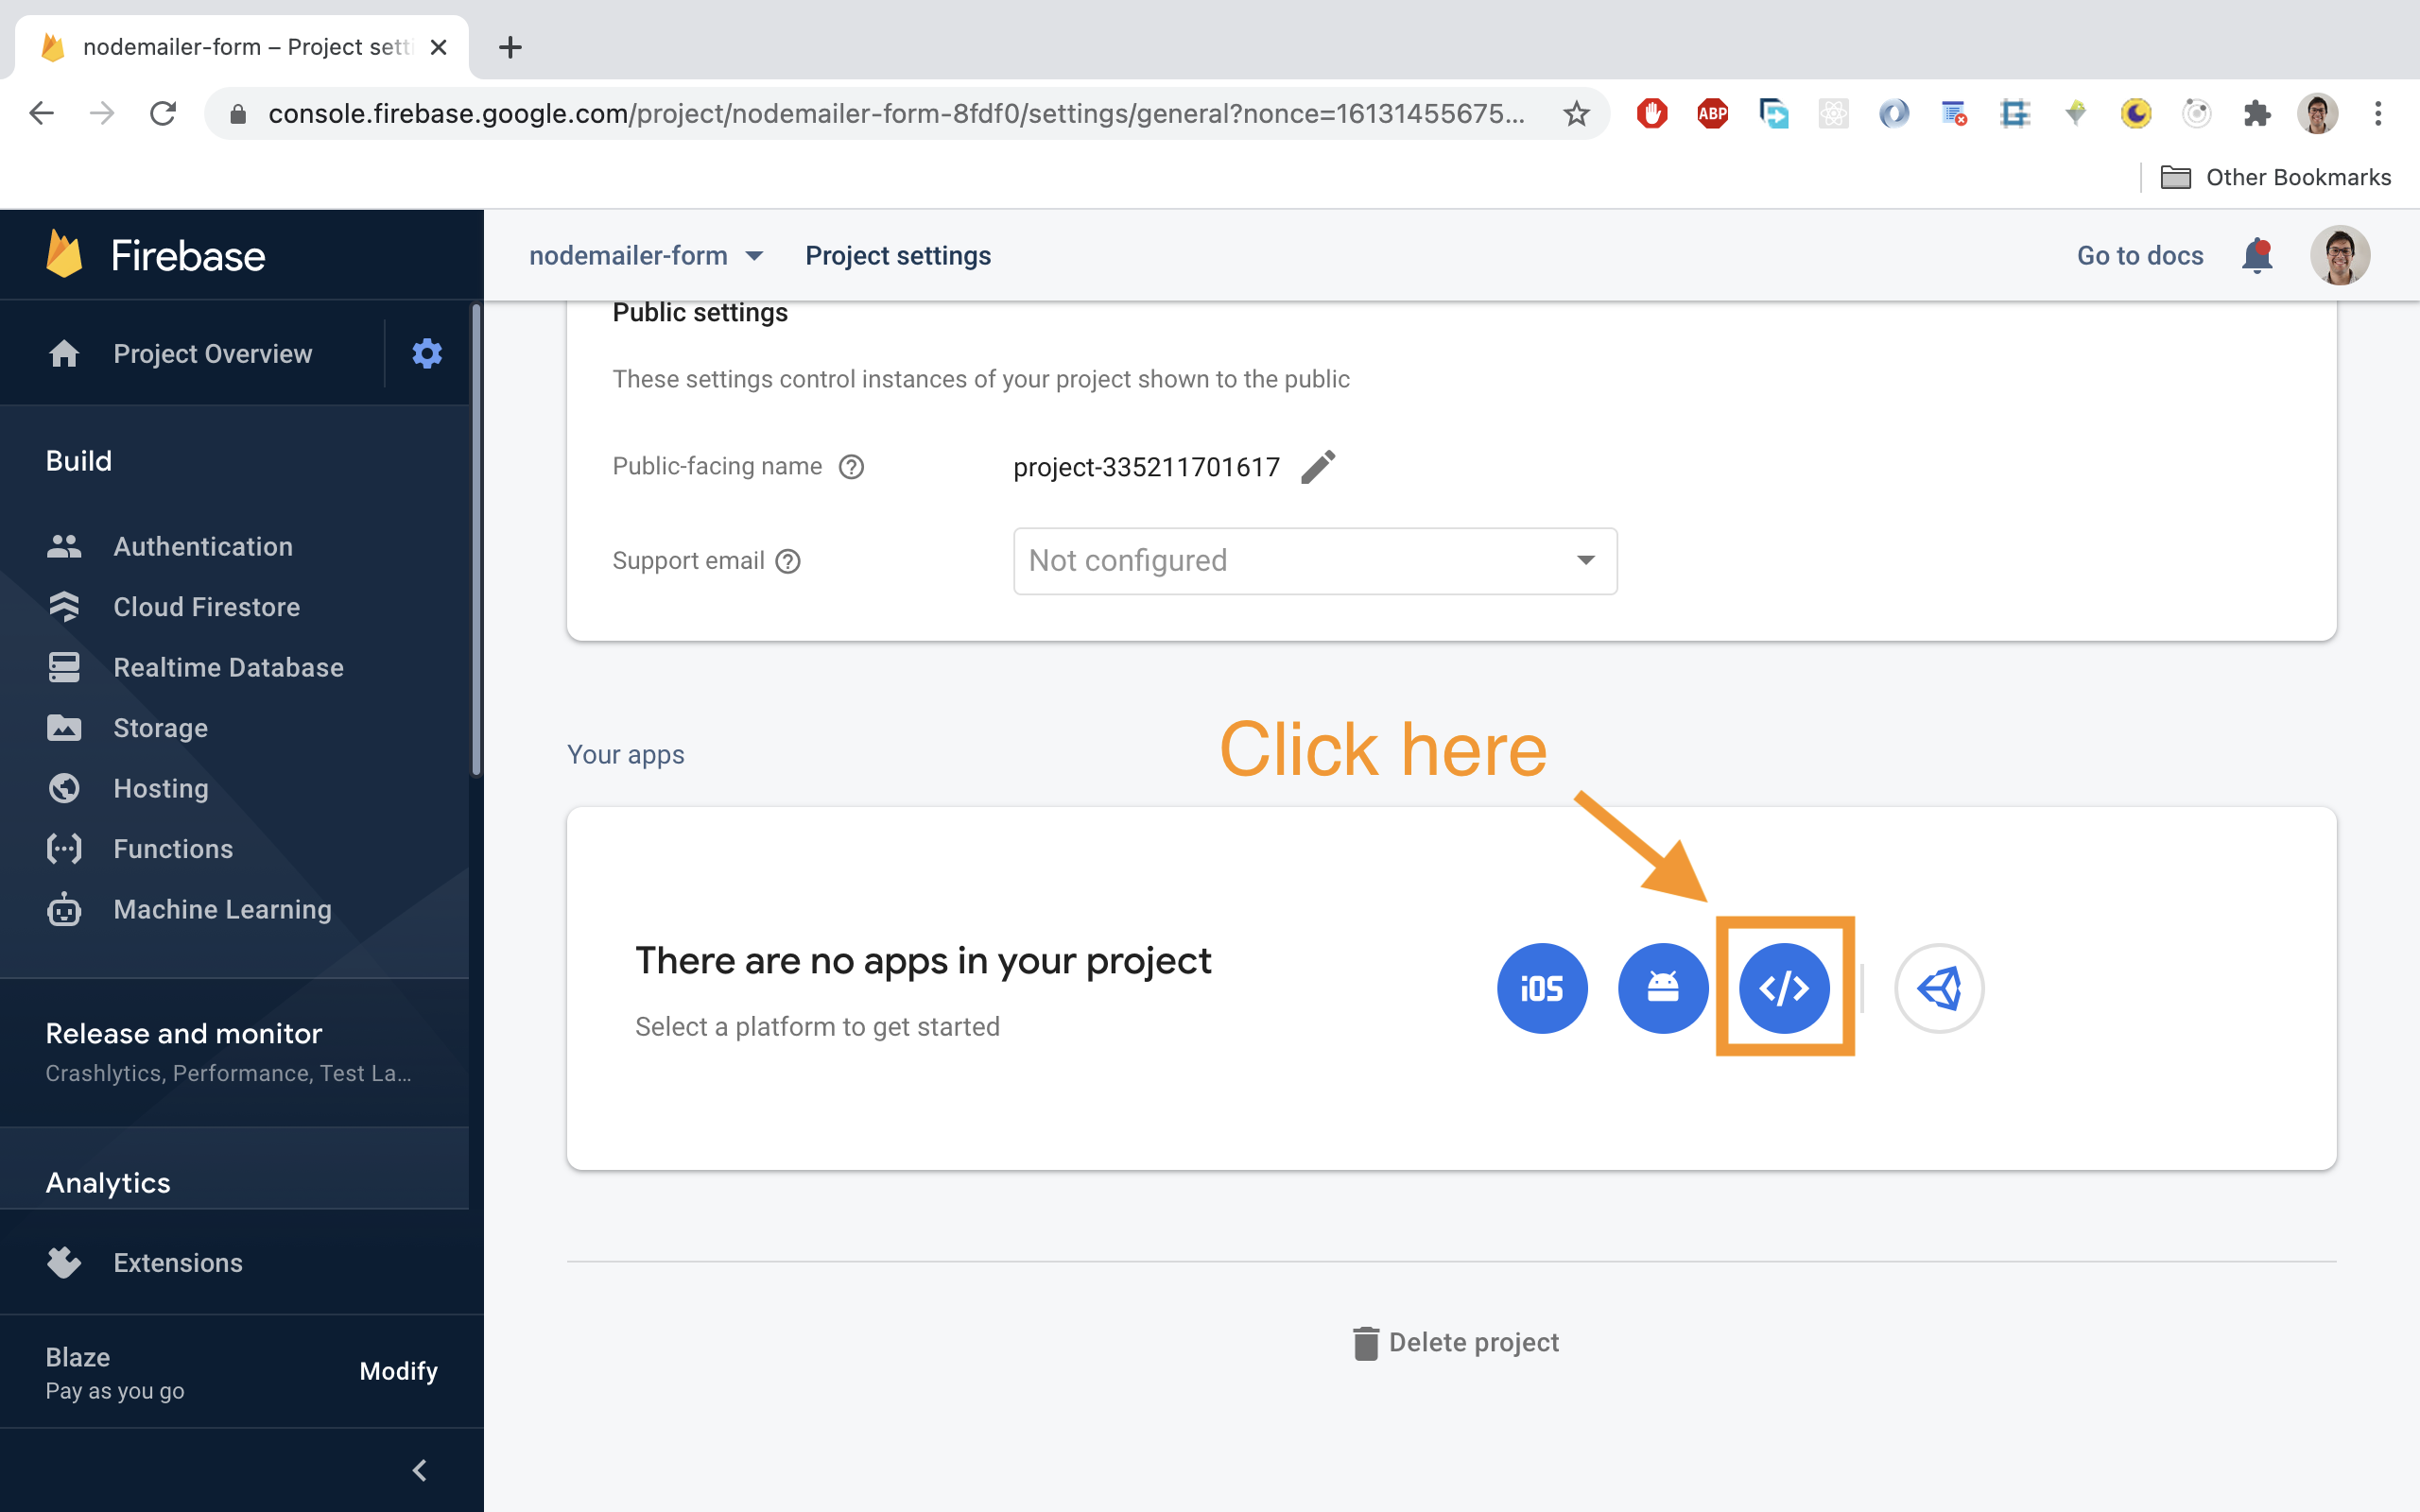 nodemailer-form – Project setti
console.firebase.google.com/project/nodemailer-form-8fdf0/settings/general?nonce=16131455675...
ABP
Other Bookmarks
Firebase
nodemailer-form
Project settings
Go to docs
Project Overview
Build
Authentication
Cloud Firestore
Realtime Database
Storage
Hosting
Functions
Machine Learning
Release and monitor
Crashlytics, Performance, Test La...
Analytics
Extensions
Blaze
Pay as you go
Modify
Public settings
These settings control instances of your project shown to the public
Public-facing name
project-335211701617
Support email
Not configured
Your apps
Click here
There are no apps in your project
Select a platform to get started
iOS
</>
Delete project